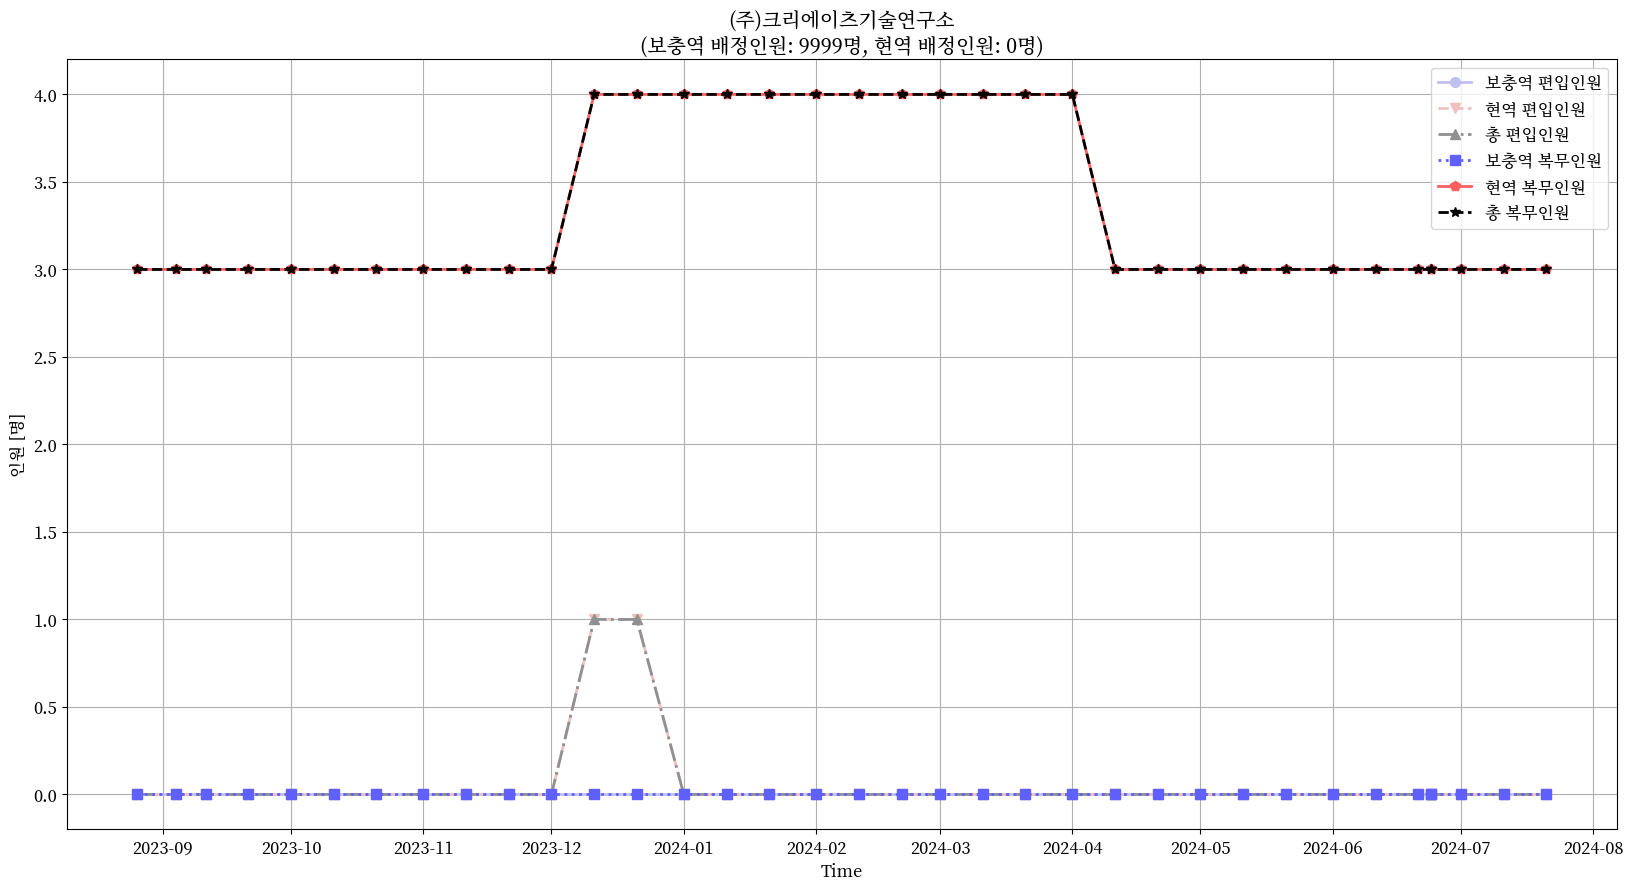 (주)크리에이츠기술연구소
(보충역 배정인원: 9999명, 현역 배정인원: 0명)
보충역 편입인원
현역 편입인원
총 편입인원
보충역 복무인원
현역 복무인원
총 복무인원
4.0
3.5
3.0
2.5
2.0
1.5
1.0
0.5
0.0
인원 [명]
2023-09 2023-10 2023-11 2023-12 2024-01 2024-02 2024-03 2024-04 2024-05 2024-06 2024-07 2024-08
Time